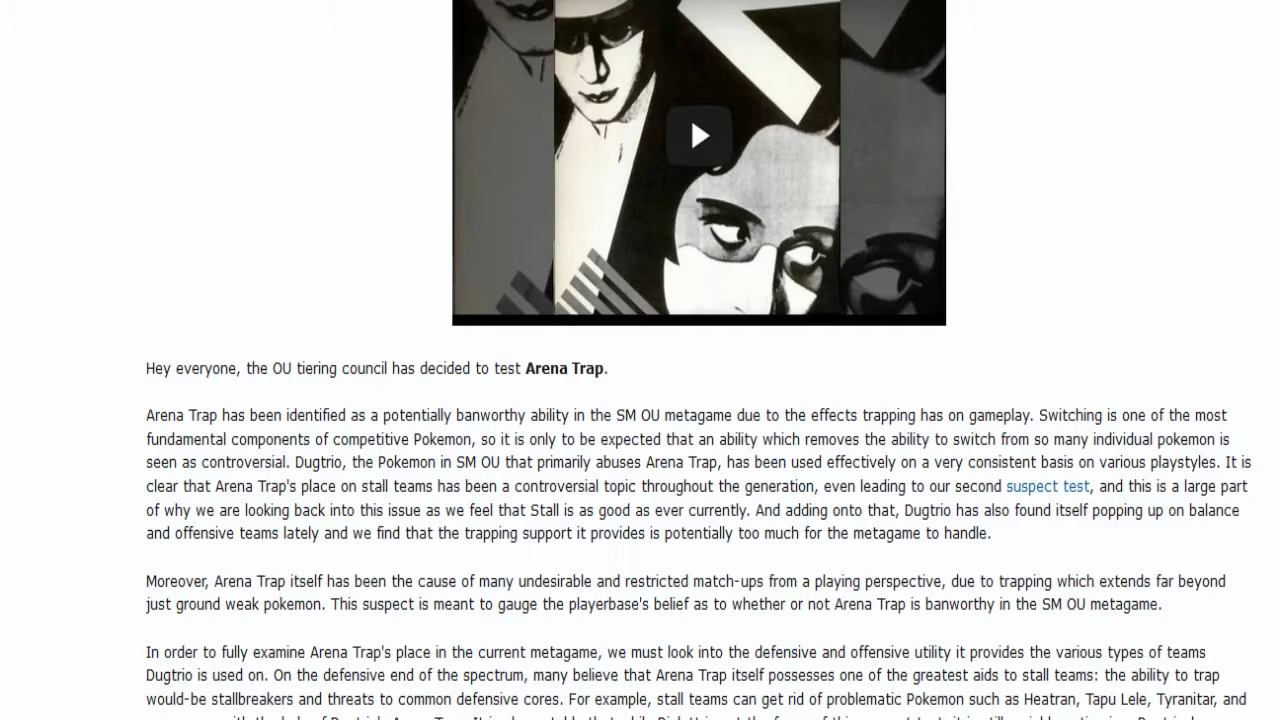 Hey everyone, the OU tiering council has decided to test Arena Trap.
Arena Trap has been identified as a potentially banworthy ability in the SM OU metagame due to the effects trapping has on gameplay. Switching is one of the most
fundamental components of competitive Pokemon, so it is only to be expected that an ability which removes the ability to switch from so many individual pokemon is
seen as controversial. Dugtrio, the Pokemon in SM OU that primarily abuses Arena Trap, has been used effectively on a very consistent basis on various playstyles. It is
clear that Arena Trap's place on stall teams has been a controversial topic throughout the generation, even leading to our second suspect test, and this is a large part
of why we are looking back into this issue as we feel that Stall is as good as ever currently. And adding onto that, Dugtrio has also found itself popping up on balance
and offensive teams lately and we find that the trapping support it provides is potentially too much for the metagame to handle.
Moreover, Arena Trap itself has been the cause of many undesirable and restricted match-ups from a playing perspective, due to trapping which extends far beyond
just ground weak pokemon. This suspect is meant to gauge the playerbase's belief as to whether or not Arena Trap is banworthy in the SM OU metagame.
In order to fully examine Arena Trap's place in the current metagame, we must look into the defensive and offensive utility it provides the various types of teams
Dugtrio is used on. On the defensive end of the spectrum, many believe that Arena Trap itself possesses one of the greatest aids to stall teams: the ability to trap
would-be stallbreakers and threats to common defensive cores. For example, stall teams can get rid of problematic Pokemon such as Heatran, Tapu Lele, Tyranitar, and